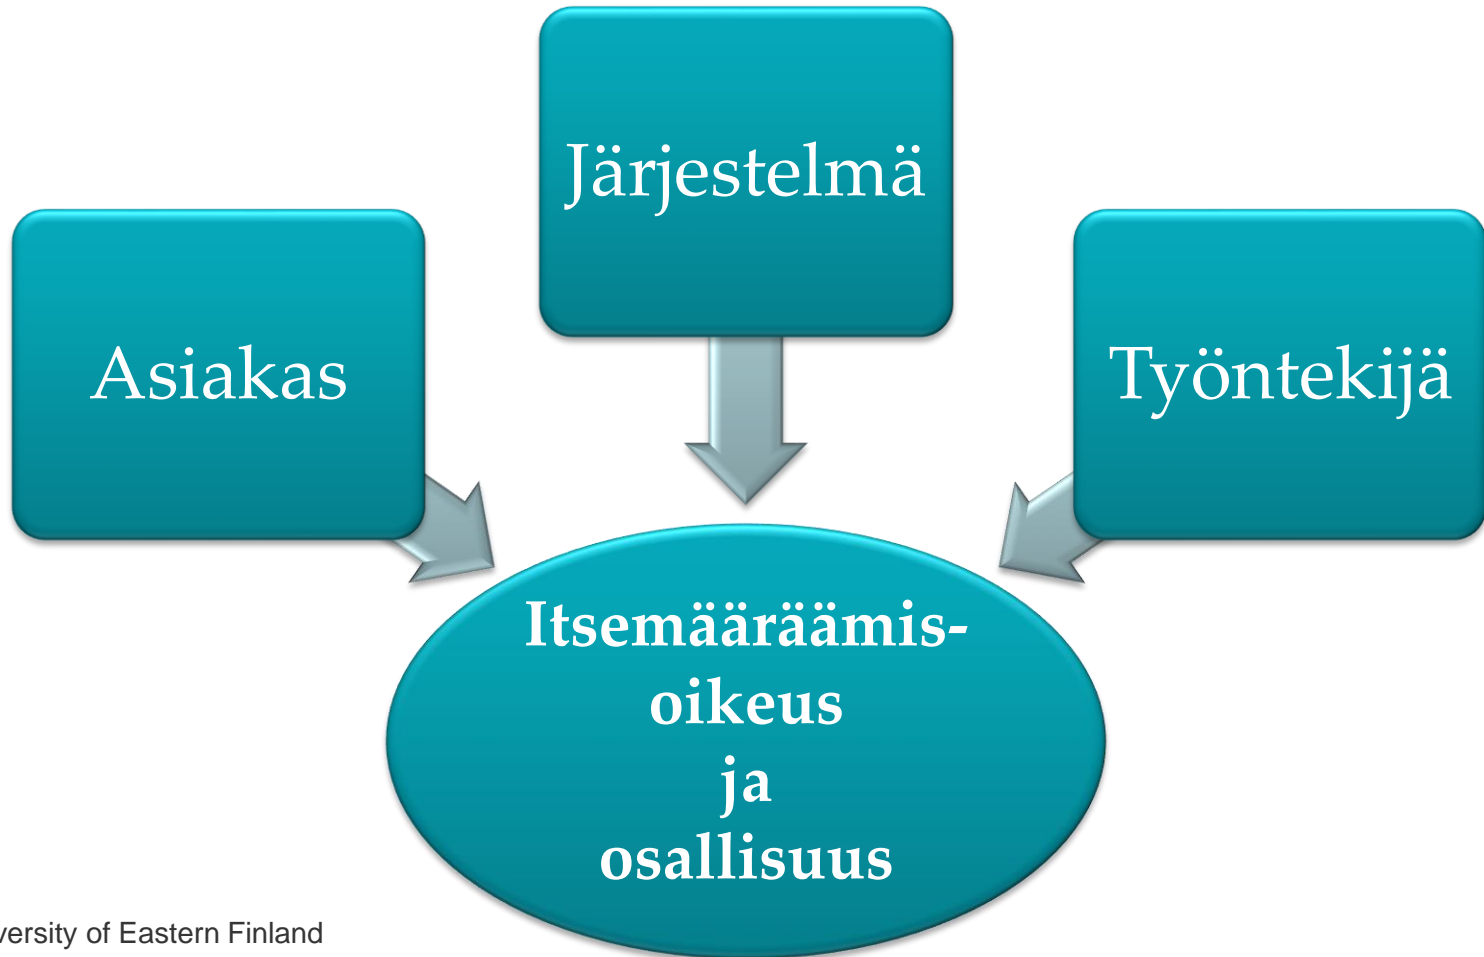 Järjestelmä
Asiakas
Työntekijä
Itsemääräämis-
oikeus
ja
osallisuus
versity of Eastern Finland